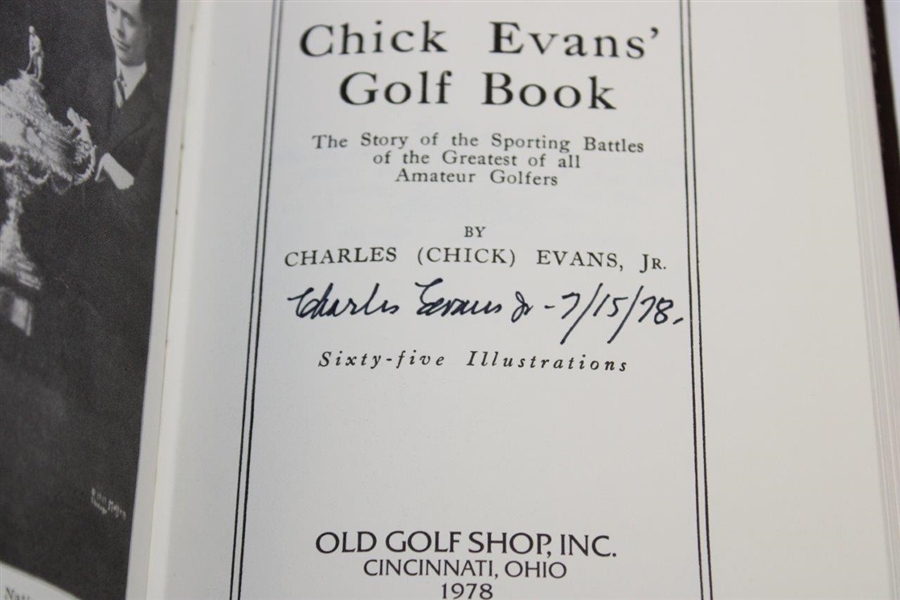 Chick Evans'
Golf Book
The Story of the Sporting Battles
of the Greatest of all
Amateur Golfers
BY
CHARLES (CHICK) EVANS, JR.
Charles Evans Jr - 7/15/78.
Sixty-five Illustrations
OLD GOLF SHOP, INC.
CINCINNATI, OHIO
1978